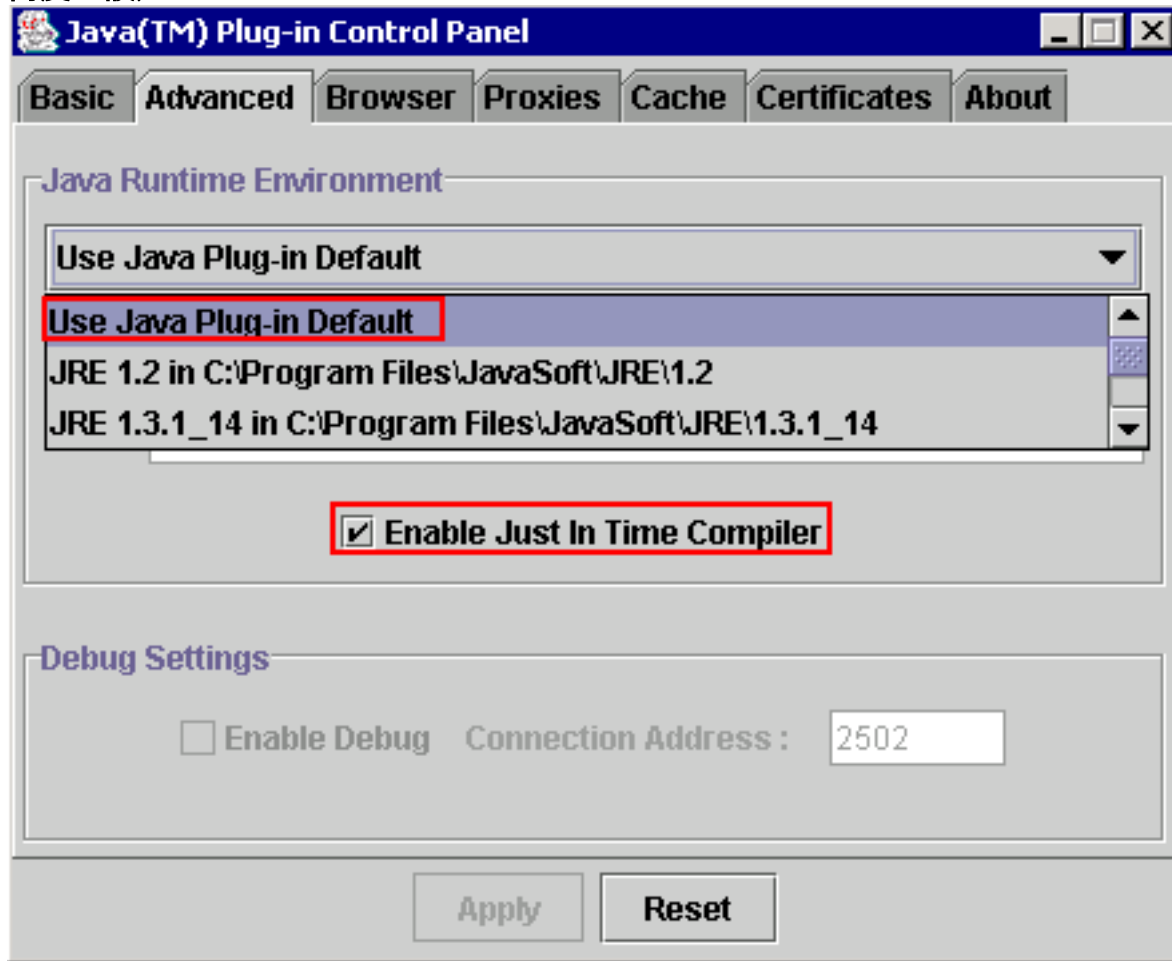 Java(TM) Plug-in Control Panel
Basic Advanced Browser Proxies Cache Certificates About
Java Runtime Environment
Use Java Plug-in Default
Use Java Plug-in Default
JRE 1.2 in C:\Program Files\JavaSoft\JRE\1.2
JRE 1.3.1_14 in C:\Program Files\JavaSoft\JRE\1.3.1_14
Enable Just In Time Compiler
Debug Settings
Enable Debug Connection Address : 2502
Apply Reset